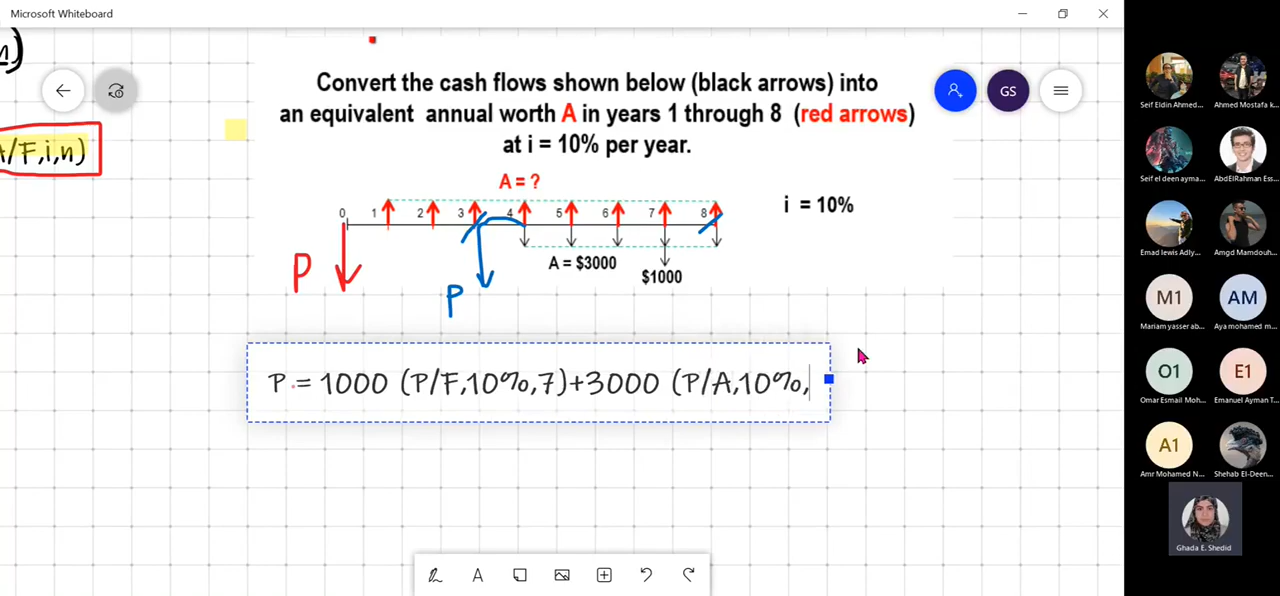 Microsoft Whiteboard
A/F,i,n)
Convert the cash flows shown below (black arrows) into
an equivalent annual worth A in years 1 through 8 (red arrows)
at i = 10% per year.
GS
A = ?
0 1 2 3 4 5 6 7 8
i = 10%
P
A = $3000
$1000
P
P = 1000 (P/F,10%,7)+3000 (P/A,10%,
A
Seif Eldin Ahmed...
Ahmed Mostafa k...
Seif el deen ayma...
AbdElRahman Ess...
Emad lewis Adly...
Amgd Mamdouh...
M1
AM
Mariam yasser ab...
Aya mohamed m...
O1
E1
Omar Esmail Moh...
Emanuel Ayman T...
A1
Amr Mohamed N...
Shehab El-Deen...
Ghada E. Shedid